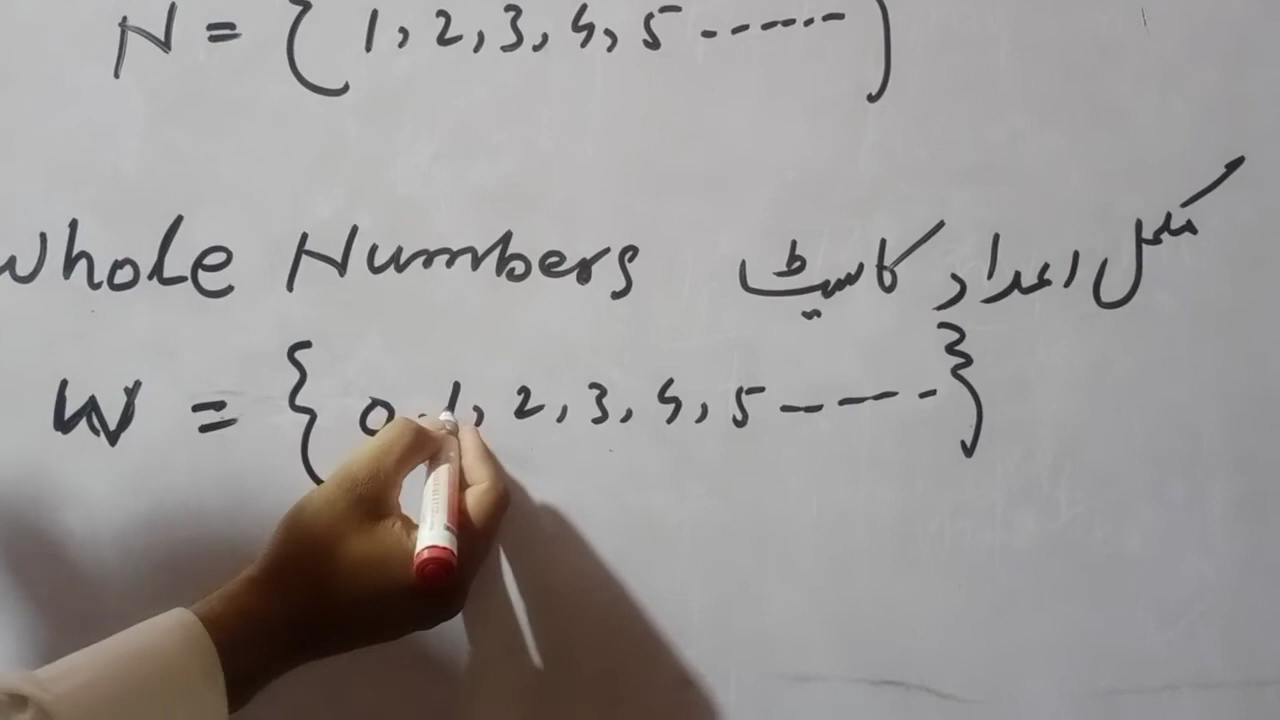 N = { 1, 2, 3, 4, 5 ------ }
Whole Numbers مکمل اعداد کا سیٹ
W = { 0, 1, 2, 3, 4, 5 ---- }